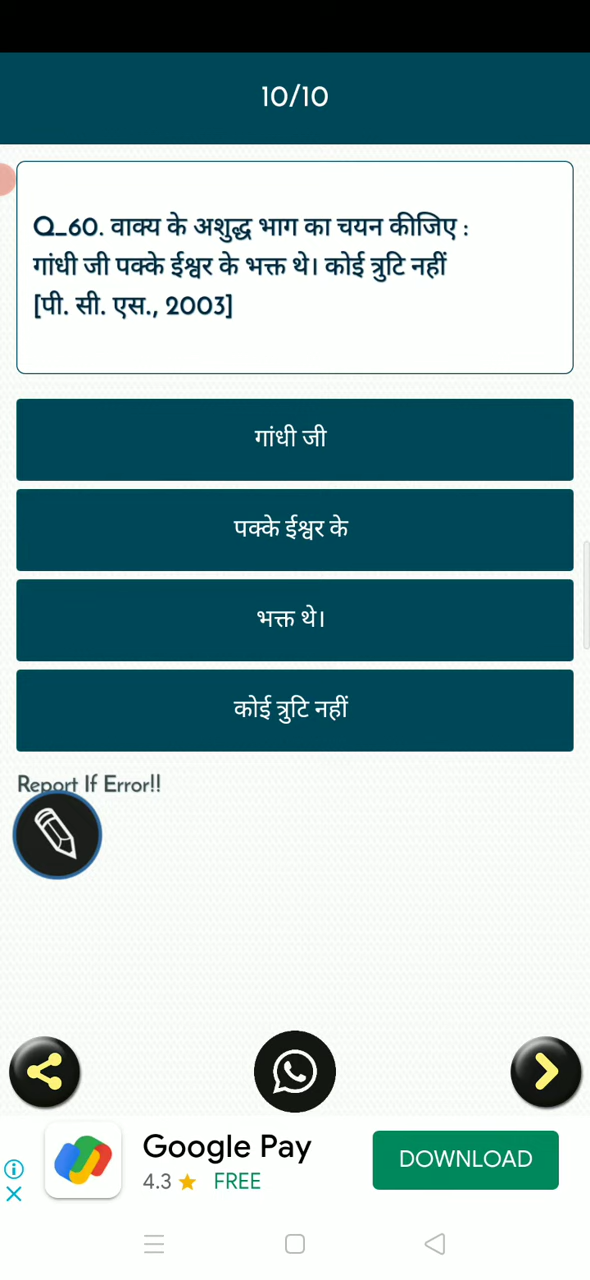 10/10
Q_60. वाक्य के अशुद्ध भाग का चयन कीजिए :
गांधी जी पक्के ईश्वर के भक्त थे। कोई त्रुटि नहीं
[पी. सी. एस., 2003]
गांधी जी
पक्के ईश्वर के
भक्त थे।
कोई त्रुटि नहीं
Report If Error!!
Google Pay
4.3 ★ FREE
DOWNLOAD